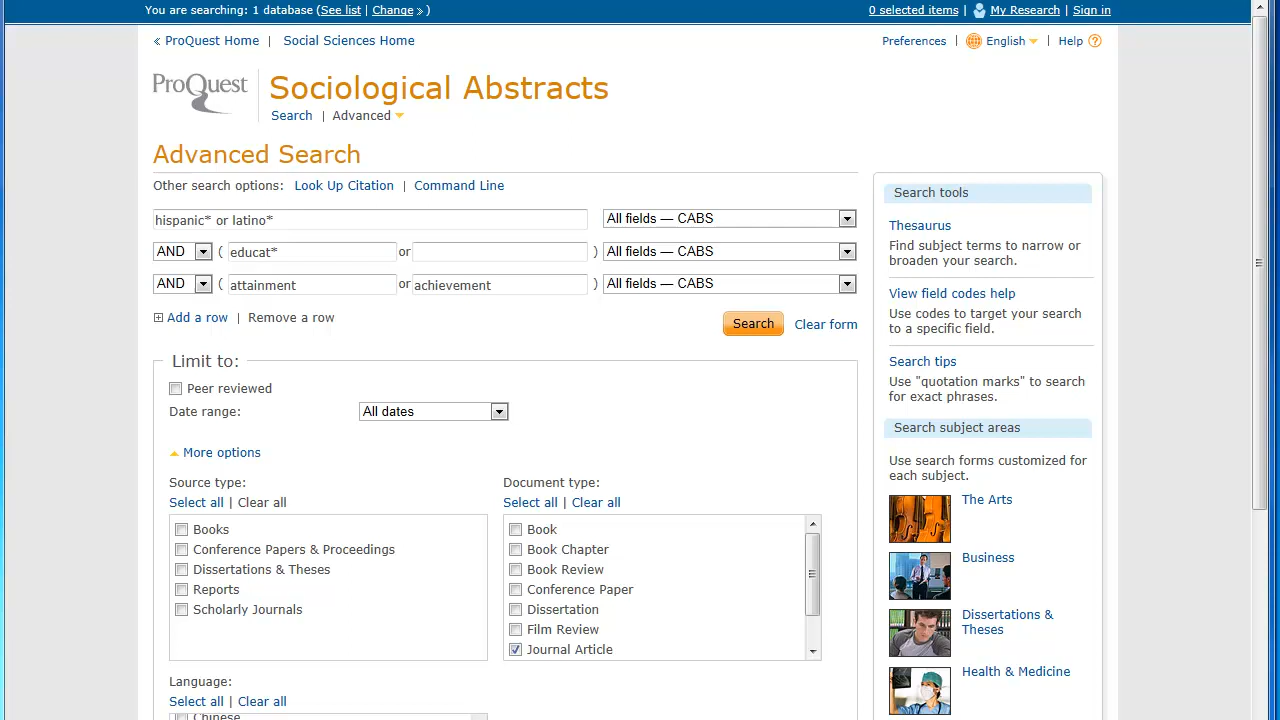 You are searching: 1 database (See list | Change » )
0 selected items | My Research | Sign in
« ProQuest Home | Social Sciences Home
Preferences | English | Help ?
ProQuest
Sociological Abstracts
Search | Advanced
Advanced Search
Other search options: Look Up Citation | Command Line
hispanic* or latino* All fields — CABS
AND ( educat* or ) All fields — CABS
AND ( attainment or achievement ) All fields — CABS
Add a row | Remove a row
Search Clear form
Limit to:
Peer reviewed
Date range: All dates
More options
Source type:
Select all | Clear all
Books
Conference Papers & Proceedings
Dissertations & Theses
Reports
Scholarly Journals
Document type:
Select all | Clear all
Book
Book Chapter
Book Review
Conference Paper
Dissertation
Film Review
Journal Article
Language:
Select all | Clear all
Chinese
Search tools
Thesaurus
Find subject terms to narrow or
broaden your search.
View field codes help
Use codes to target your search
to a specific field.
Search tips
Use "quotation marks" to search
for exact phrases.
Search subject areas
Use search forms customized for
each subject.
The Arts
Business
Dissertations &
Theses
Health & Medicine